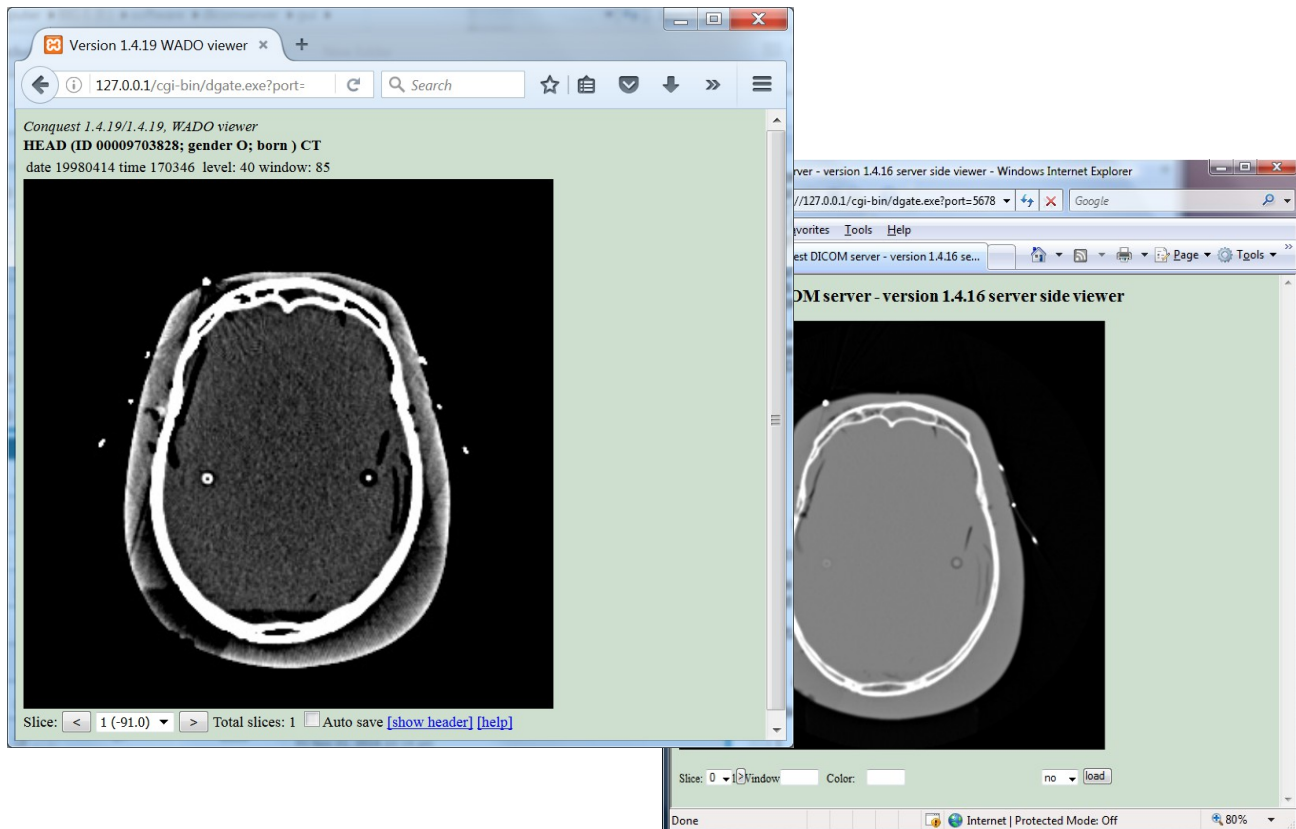 Version 1.4.19 WADO viewer
127.0.0.1/cgi-bin/dgate.exe?port=
Search
Conquest 1.4.19/1.4.19, WADO viewer
HEAD (ID 00009703828; gender O; born ) CT
date 19980414 time 170346 level: 40 window: 85
Slice: < 1 (-91.0) > Total slices: 1 Auto save [show header] [help]
rver - version 1.4.16 server side viewer - Windows Internet Explorer
//127.0.0.1/cgi-bin/dgate.exe?port=5678
Google
vorites Tools Help
est DICOM server - version 1.4.16 se...
Page Tools
OM server - version 1.4.16 server side viewer
Slice: 0 1 > Window Color: no load
Done
Internet | Protected Mode: Off
80%